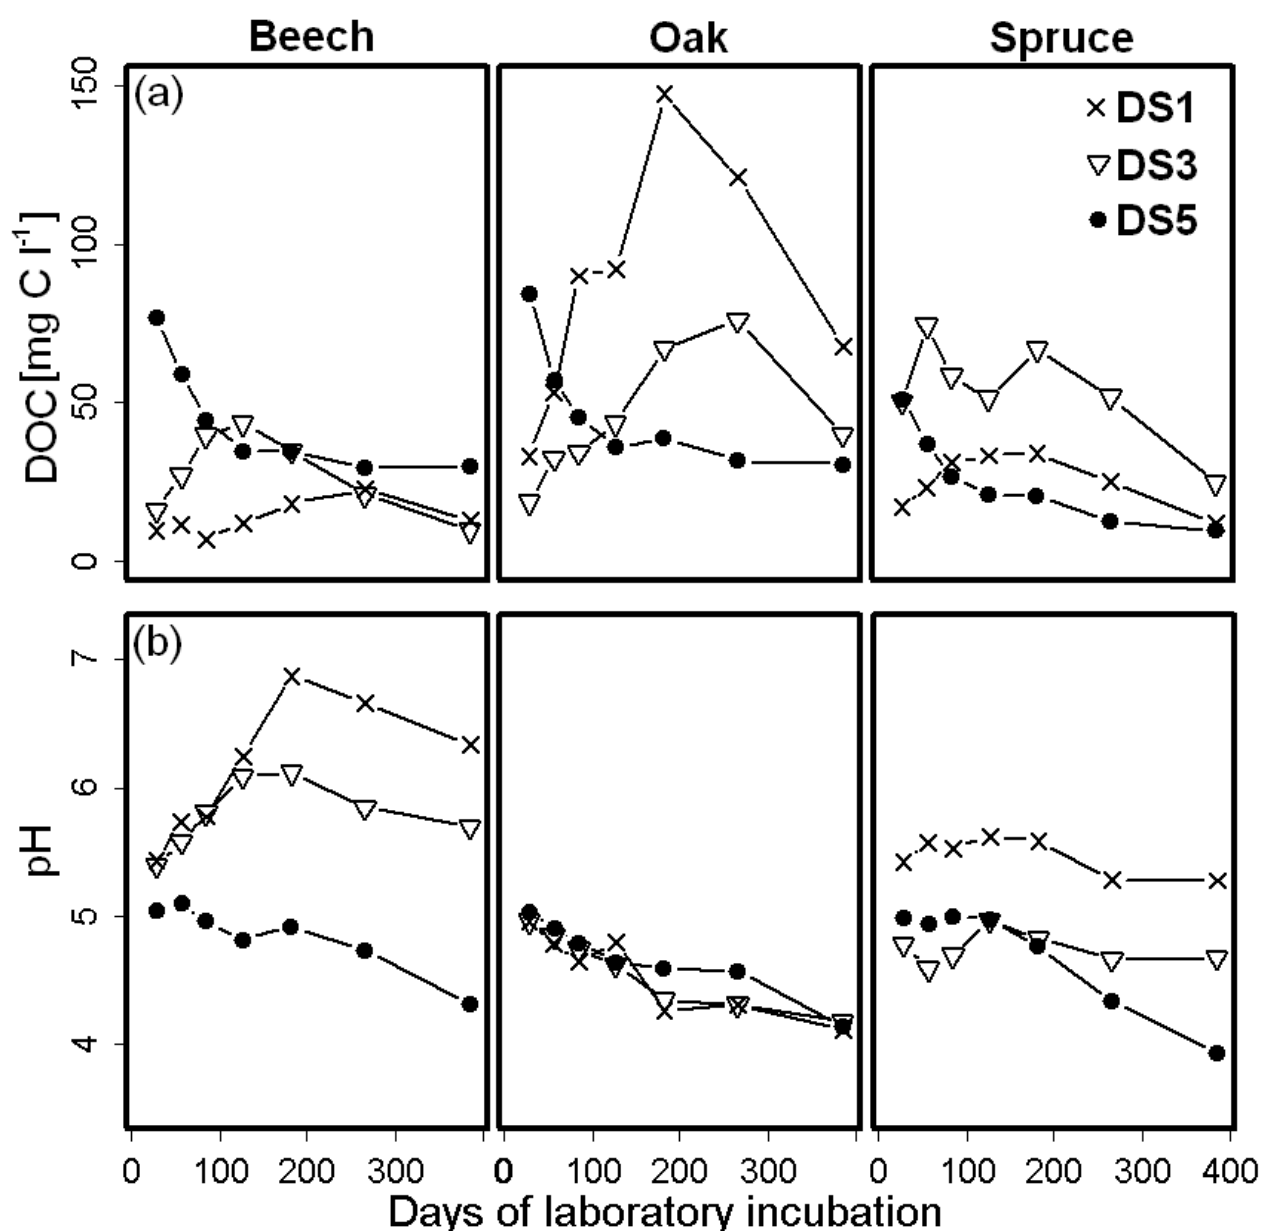 Beech Oak Spruce
(a)
DS1
DS3
DS5
150
100
50
0
DOC[mg C l⁻¹]
(b)
7
6
5
4
pH
0 100 200 300 0 100 200 300 0 100 200 300 400
Days of laboratory incubation